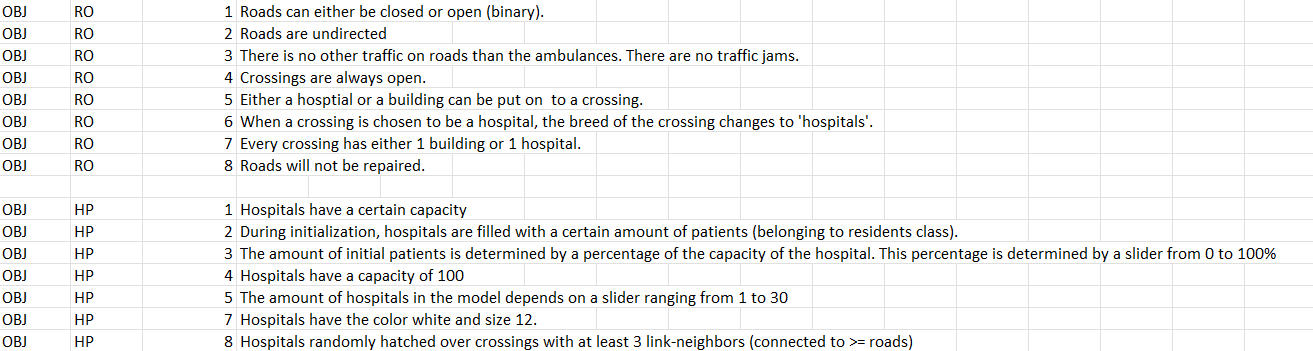 OBJ RO 1 Roads can either be closed or open (binary).
OBJ RO 2 Roads are undirected
OBJ RO 3 There is no other traffic on roads than the ambulances. There are no traffic jams.
OBJ RO 4 Crossings are always open.
OBJ RO 5 Either a hosptial or a building can be put on  to a crossing.
OBJ RO 6 When a crossing is chosen to be a hospital, the breed of the crossing changes to 'hospitals'.
OBJ RO 7 Every crossing has either 1 building or 1 hospital.
OBJ RO 8 Roads will not be repaired.
OBJ HP 1 Hospitals have a certain capacity
OBJ HP 2 During initialization, hospitals are filled with a certain amount of patients (belonging to residents class).
OBJ HP 3 The amount of initial patients is determined by a percentage of the capacity of the hospital. This percentage is determined by a slider from 0 to 100%
OBJ HP 4 Hospitals have a capacity of 100
OBJ HP 5 The amount of hospitals in the model depends on a slider ranging from 1 to 30
OBJ HP 7 Hospitals have the color white and size 12.
OBJ HP 8 Hospitals randomly hatched over crossings with at least 3 link-neighbors (connected to >= roads)